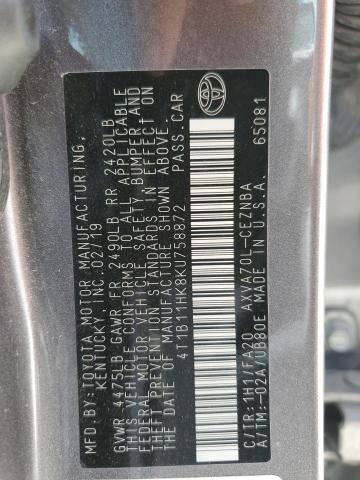 MFD.BY:TOYOTA MOTOR MANUFACTURING,
KENTUCKY, INC.02/19
GVWR 4475LB GAWR FR 2490LB RR 2420LB
THIS VEHICLE CONFORMS TO ALL APPLICABLE
FEDERAL MOTOR VEHICLE SAFETY, BUMPER AND
THEFT PREVENTION STANDARDS IN EFFECT ON
THE DATE OF MANUFACTURE SHOWN ABOVE.
4T1B11HK8KU758872 PASS.CAR
C/TR:1H1/FA20 AXVA70L-CEZNBA
A/TM:-02A/UB80E MADE IN U.S.A. 65081